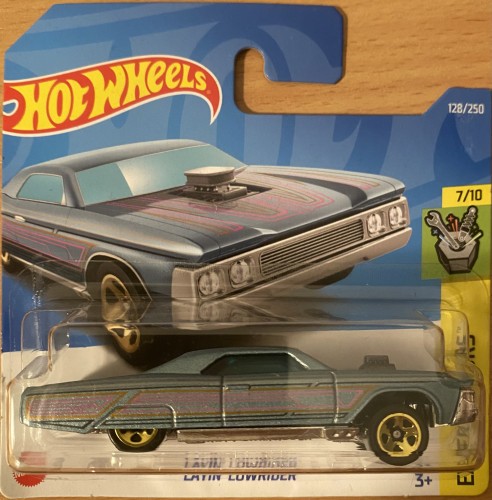 HOT WHEELS
128/250
7/10
LAYIN' LOWRIDER
3+